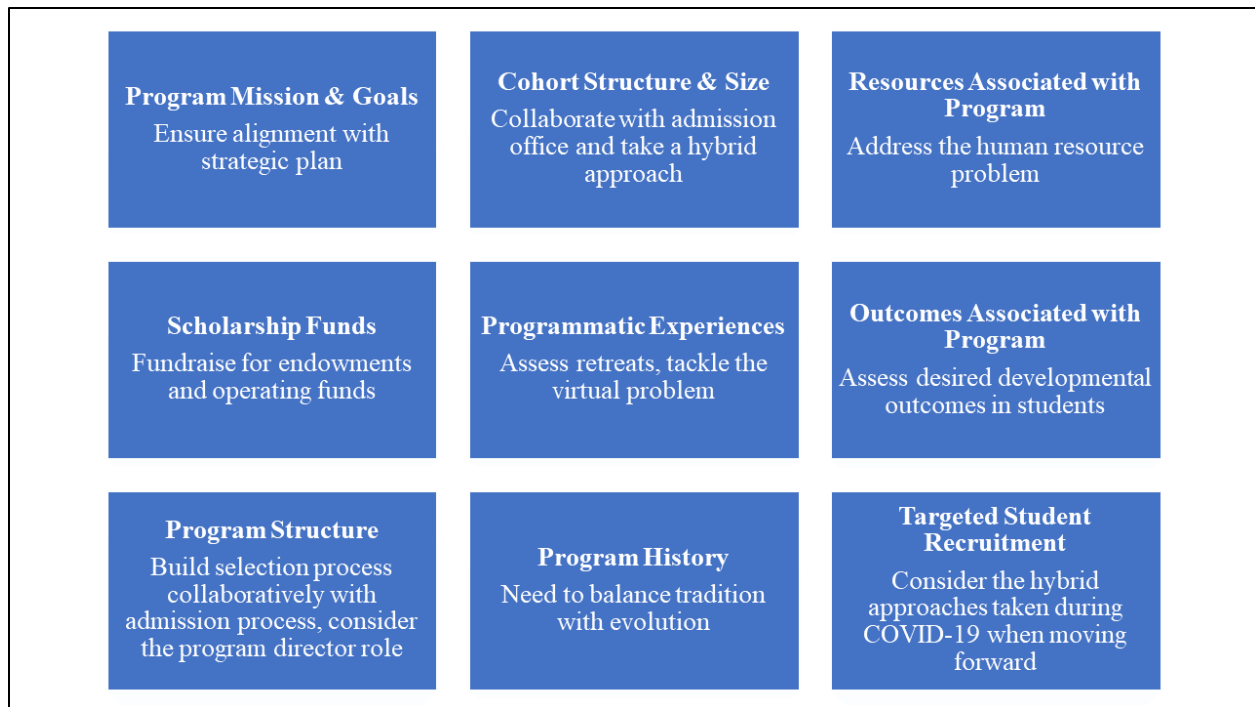 Program Mission & Goals
Ensure alignment with
strategic plan
Cohort Structure & Size
Collaborate with admission
office and take a hybrid
approach
Resources Associated with
Program
Address the human resource
problem
Scholarship Funds
Fundraise for endowments
and operating funds
Programmatic Experiences
Assess retreats, tackle the
virtual problem
Outcomes Associated with
Program
Assess desired developmental
outcomes in students
Program Structure
Build selection process
collaboratively with
admission process, consider
the program director role
Program History
Need to balance tradition
with evolution
Targeted Student
Recruitment
Consider the hybrid
approaches taken during
COVID-19 when moving
forward